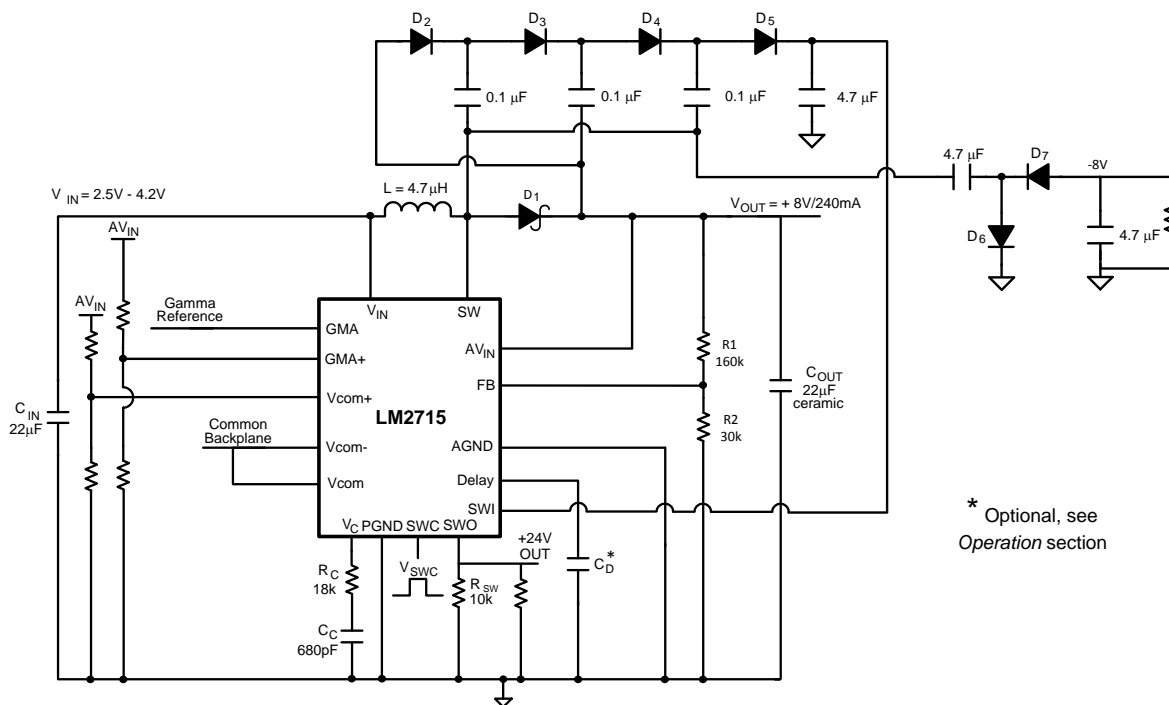 D2 D3 D4 D5
0.1 µF 0.1 µF 0.1 µF 4.7 µF
4.7 µF D7 -8V
V IN = 2.5V - 4.2V
L = 4.7µH
D1
VOUT = + 8V/240mA
AVIN
D6
4.7 µF
AVIN
Gamma
Reference
VIN SW
GMA
GMA+
AVIN
R1
160k
FB
Vcom+
COUT
22µF
ceramic
CIN
22µF
LM2715
R2
30k
Common
Backplane
Vcom-
AGND
Vcom
Delay
SWI
VC PGND SWC SWO
+24V
OUT
* Optional, see
Operation section
RC
18k
VSWC
RSW
10k
CD*
CC
680pF